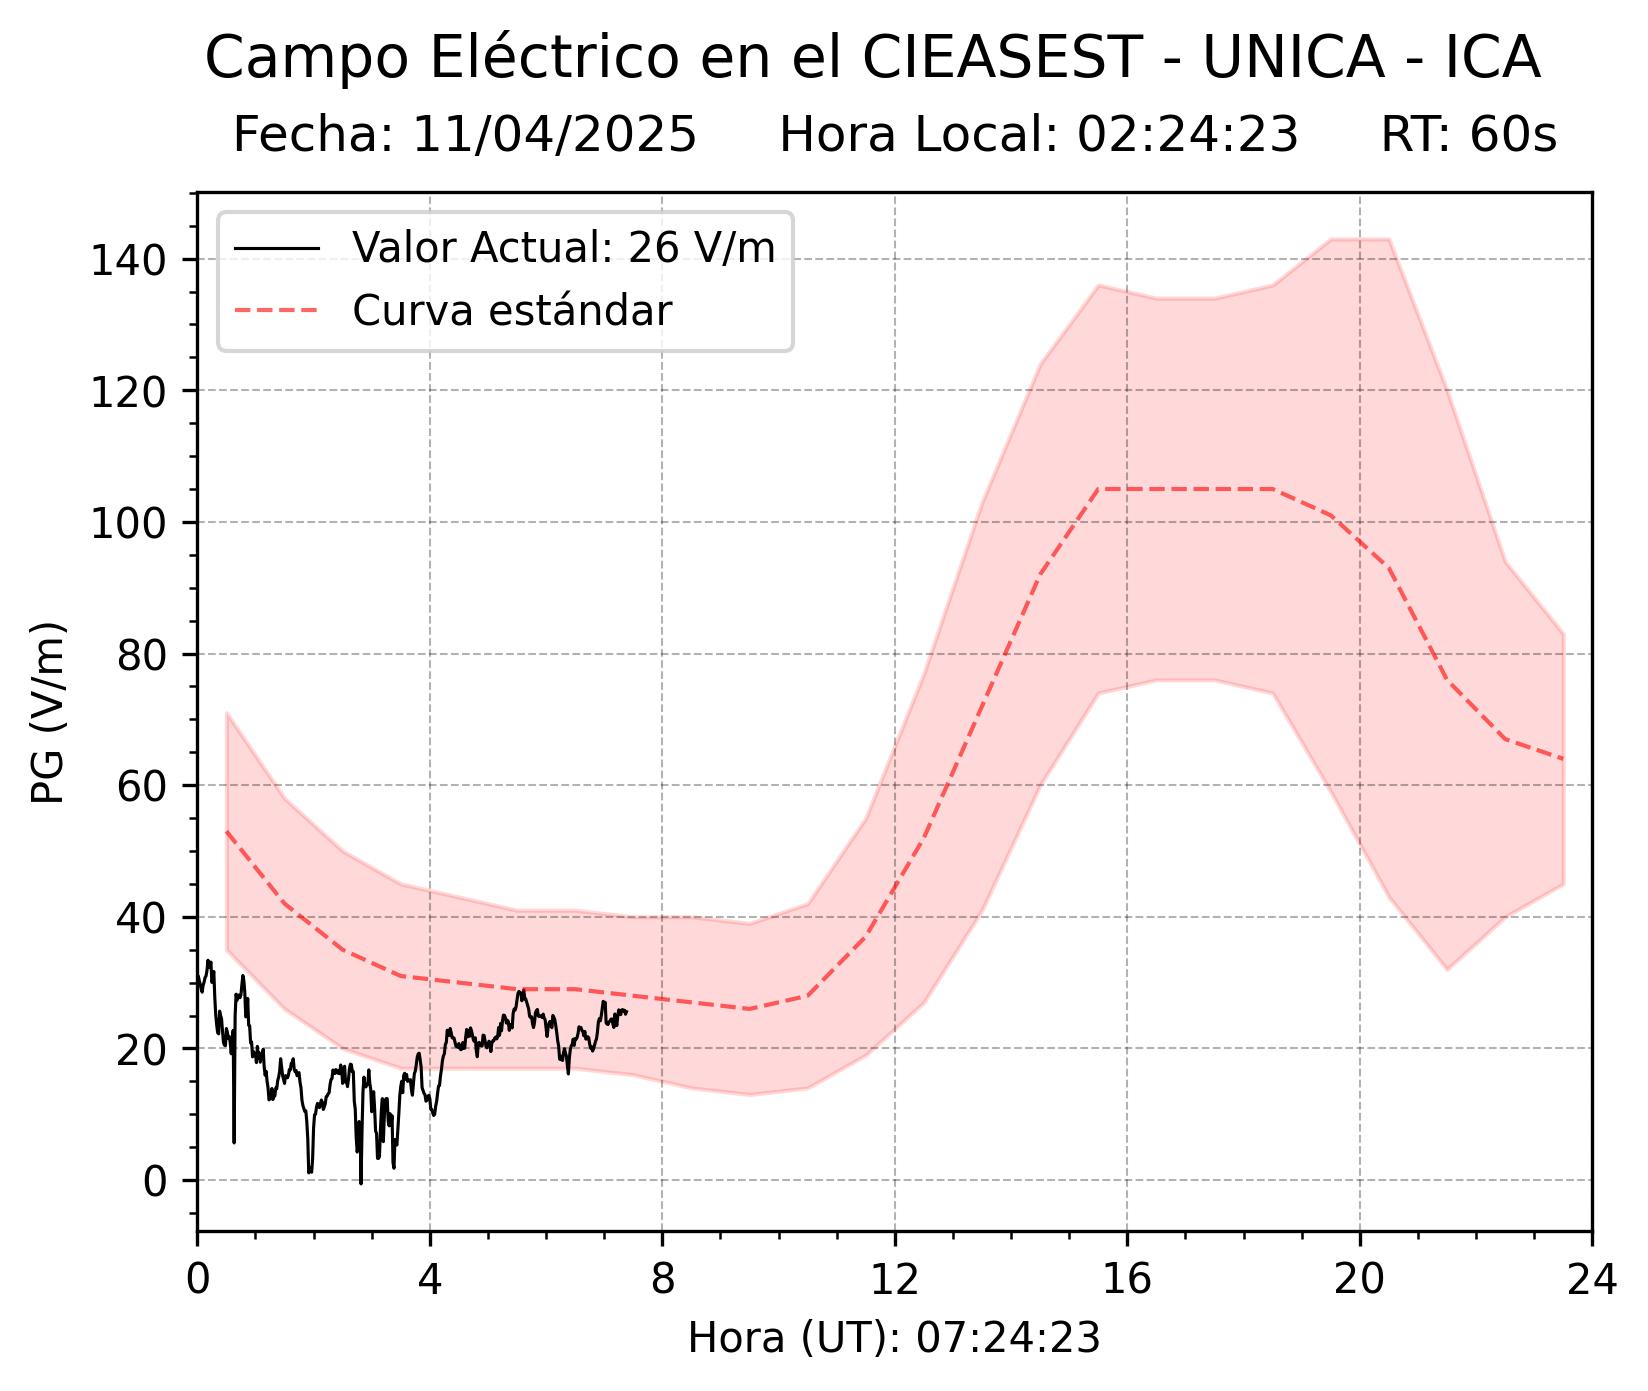 Campo Eléctrico en el CIEASEST - UNICA - ICA
Fecha: 11/04/2025 Hora Local: 02:24:23 RT: 60s
Valor Actual: 26 V/m
Curva estándar
PG (V/m)
140
120
100
80
60
40
20
0
0 4 8 12 16 20 24
Hora (UT): 07:24:23